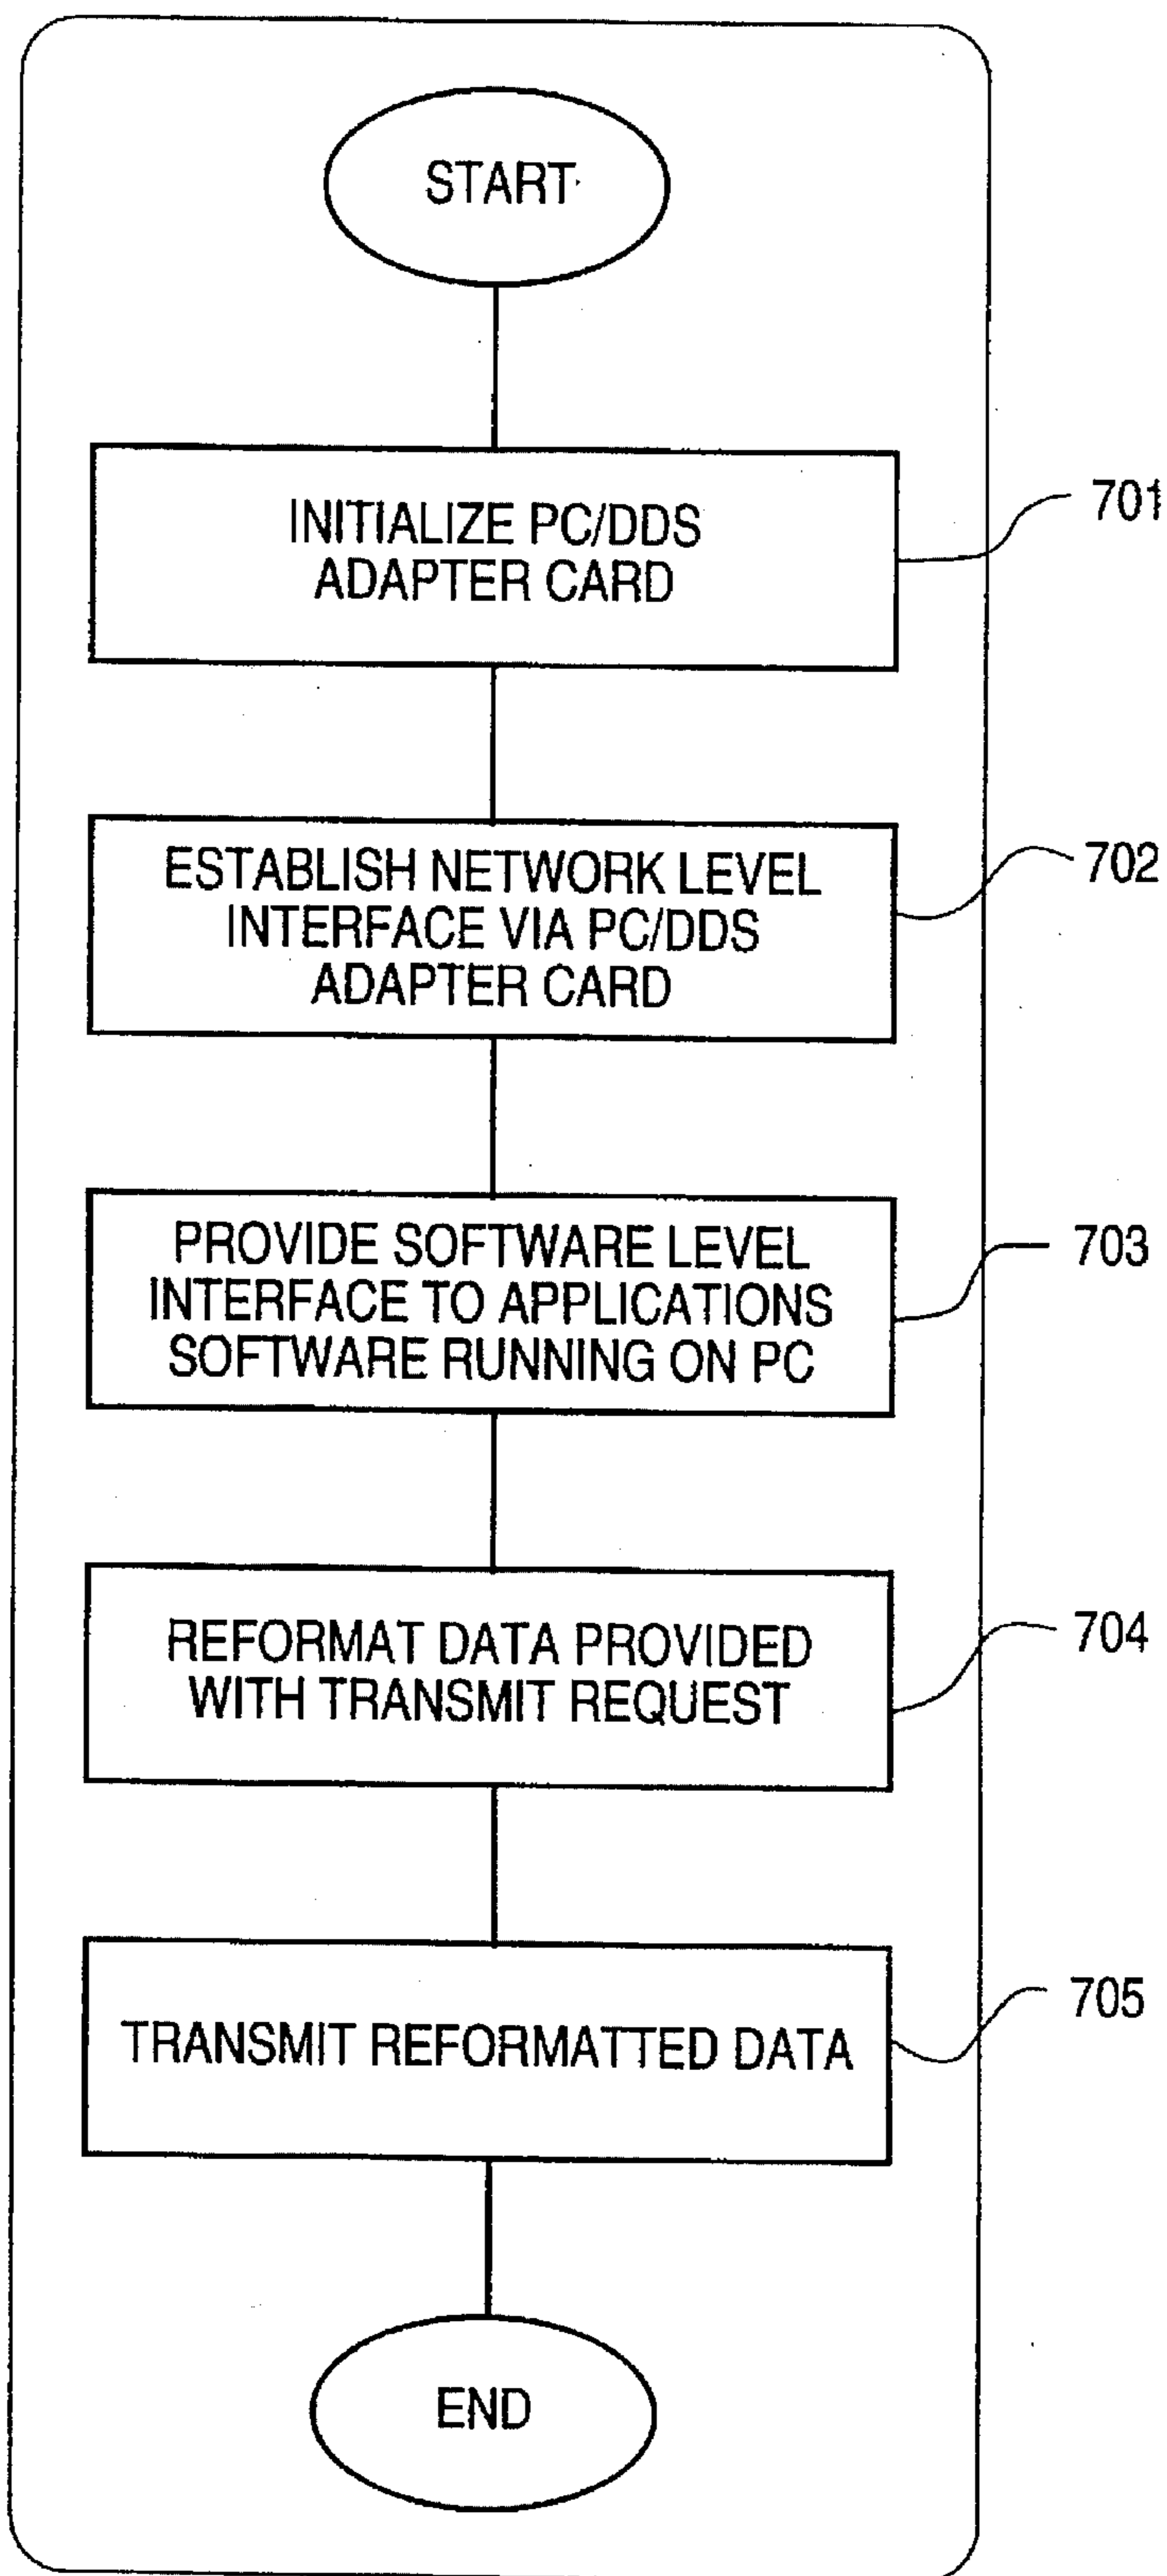 START
INITIALIZE PC/DDS
ADAPTER CARD
701
ESTABLISH NETWORK LEVEL
INTERFACE VIA PC/DDS
ADAPTER CARD
702
PROVIDE SOFTWARE LEVEL
INTERFACE TO APPLICATIONS
SOFTWARE RUNNING ON PC
703
REFORMAT DATA PROVIDED
WITH TRANSMIT REQUEST
704
TRANSMIT REFORMATTED DATA
705
END